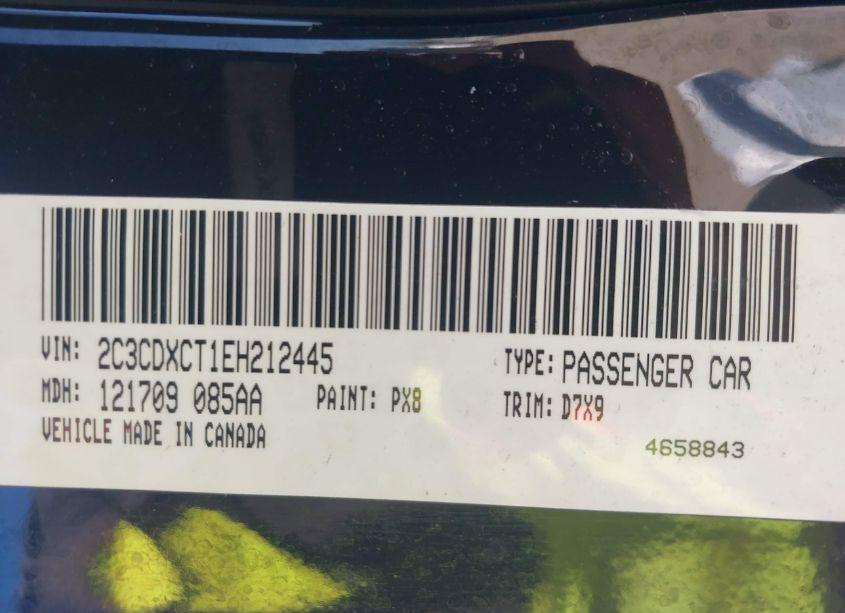 VIN: 2C3CDXCT1EH212445 TYPE: PASSENGER CAR
MDH: 121709 085AA PAINT: PX8 TRIM: D7X9
VEHICLE MADE IN CANADA 4658843